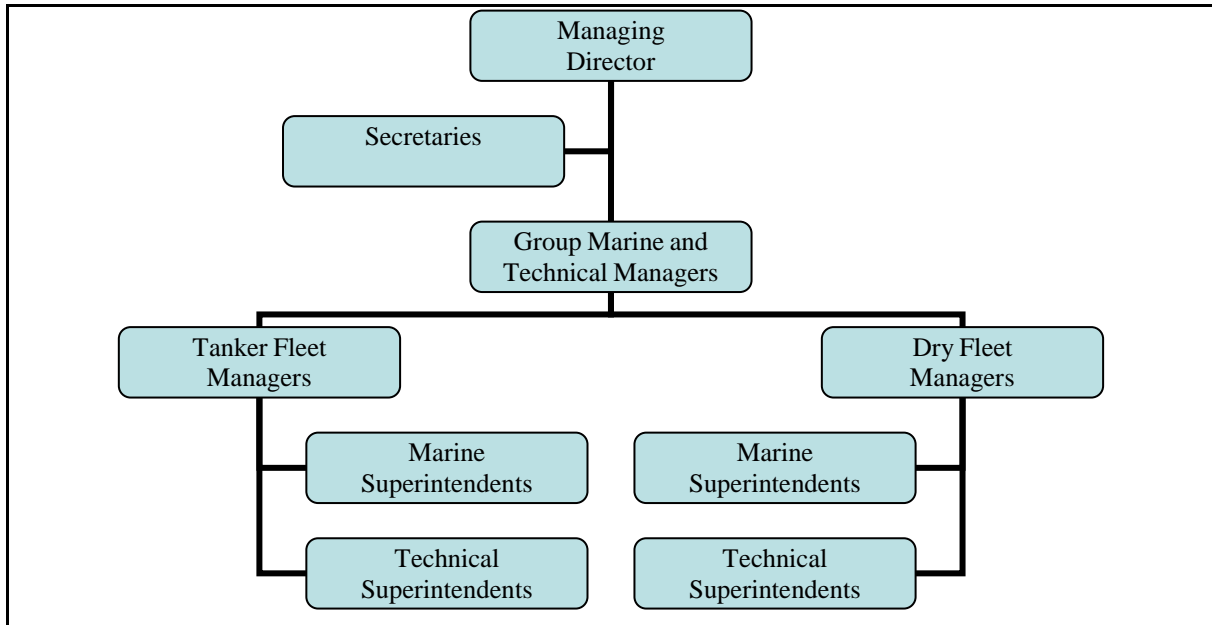 Managing
Director
Secretaries
Group Marine and
Technical Managers
Tanker Fleet
Managers
Dry Fleet
Managers
Marine
Superintendents
Marine
Superintendents
Technical
Superintendents
Technical
Superintendents